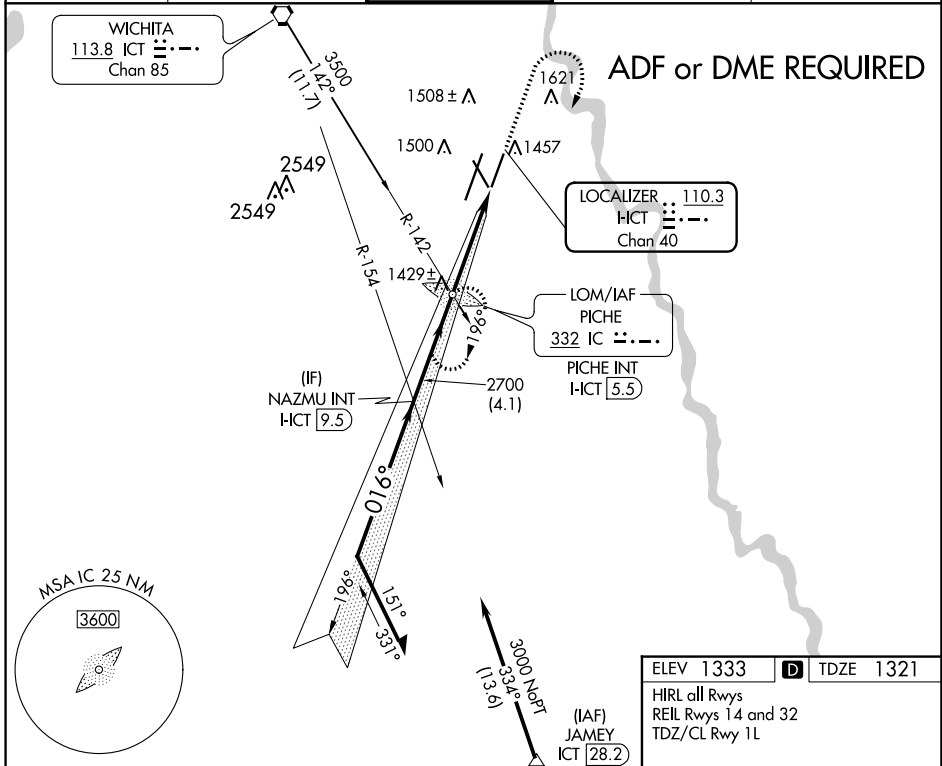 WICHITA
113.8 ICT
Chan 85
3500
142°
(11.7)
ADF or DME REQUIRED
1621
1508 ±
1500
1457
2549
2549
LOCALIZER 110.3
I-ICT
Chan 40
R-142
R-154
1429±
LOM/IAF
PICHE
332 IC
PICHE INT
I-ICT 5.5
196°
(IF)
NAZMU INT
I-ICT 9.5
2700
(4.1)
016°
196°
151°
331°
MSA IC 25 NM
3600
3000 NoPT
334°
(13.6)
(IAF)
JAMEY
ICT 28.2
ELEV 1333 D TDZE 1321
HIRL all Rwys
REIL Rwys 14 and 32
TDZ/CL Rwy 1L